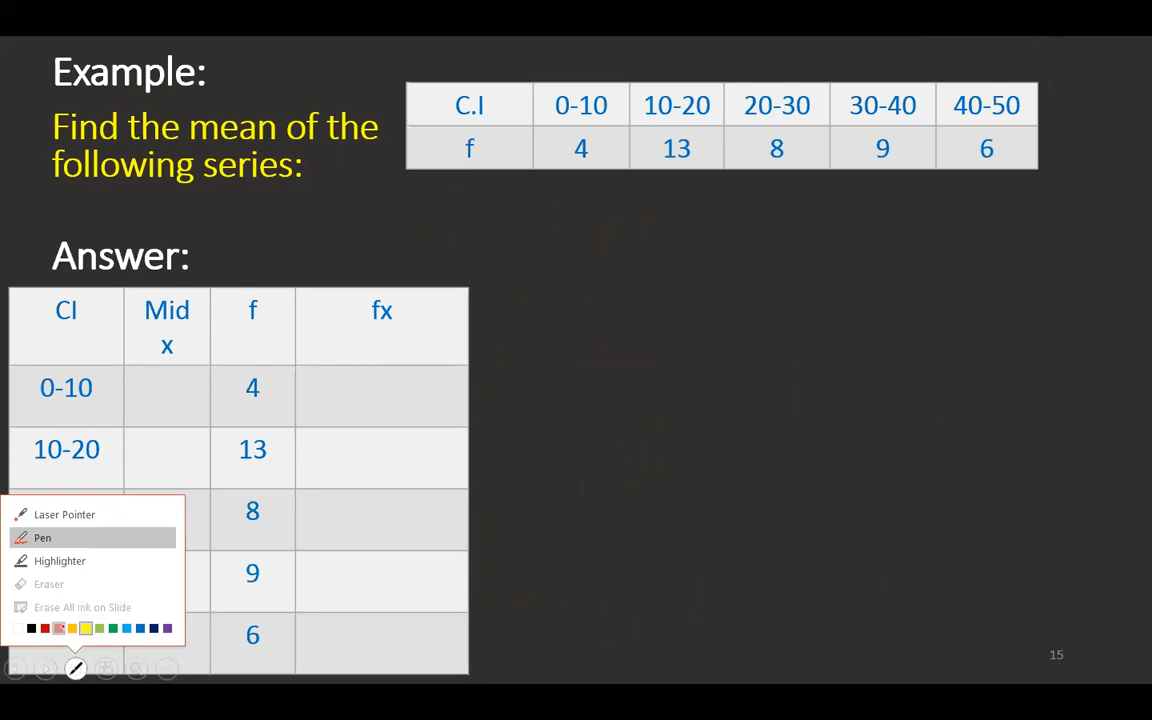 Example:
Find the mean of the
following series:
C.I 0-10 10-20 20-30 30-40 40-50
f 4 13 8 9 6
Answer:
CI Mid f fx
x
0-10 4
10-20 13
8
9
6
Laser Pointer
Pen
Highlighter
Eraser
Erase All Ink on Slide
15